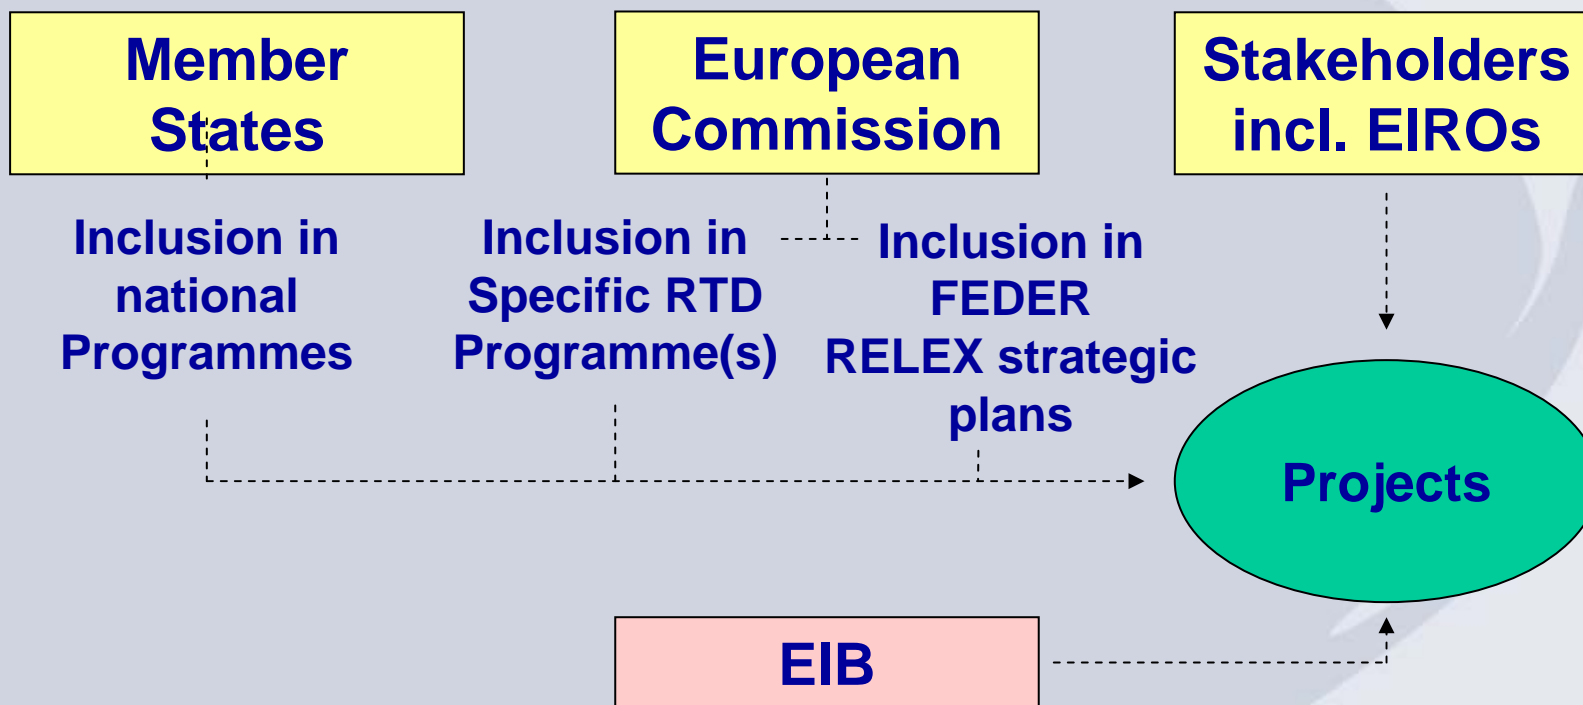 Member
States
European
Commission
Stakeholders
incl. EIROs
Inclusion in
national
Programmes
Inclusion in
Specific RTD
Programme(s)
Inclusion in
FEDER
RELEX strategic
plans
Projects
EIB